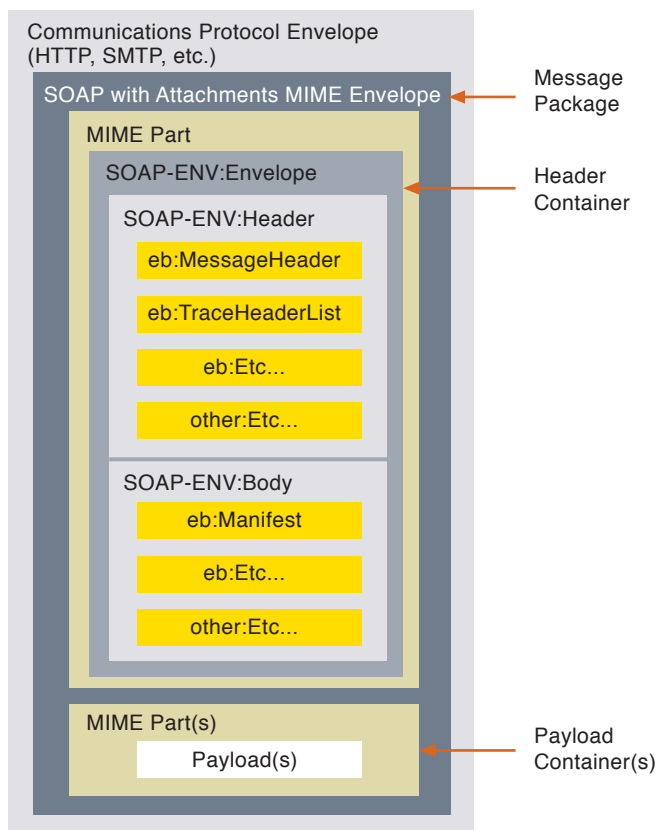 Communications Protocol Envelope
(HTTP, SMTP, etc.)
SOAP with Attachments MIME Envelope
Message
Package
MIME Part
SOAP-ENV:Envelope
Header
Container
SOAP-ENV:Header
eb:MessageHeader
eb:TraceHeaderList
eb:Etc...
other:Etc...
SOAP-ENV:Body
eb:Manifest
eb:Etc...
other:Etc...
MIME Part(s)
Payload(s)
Payload
Container(s)